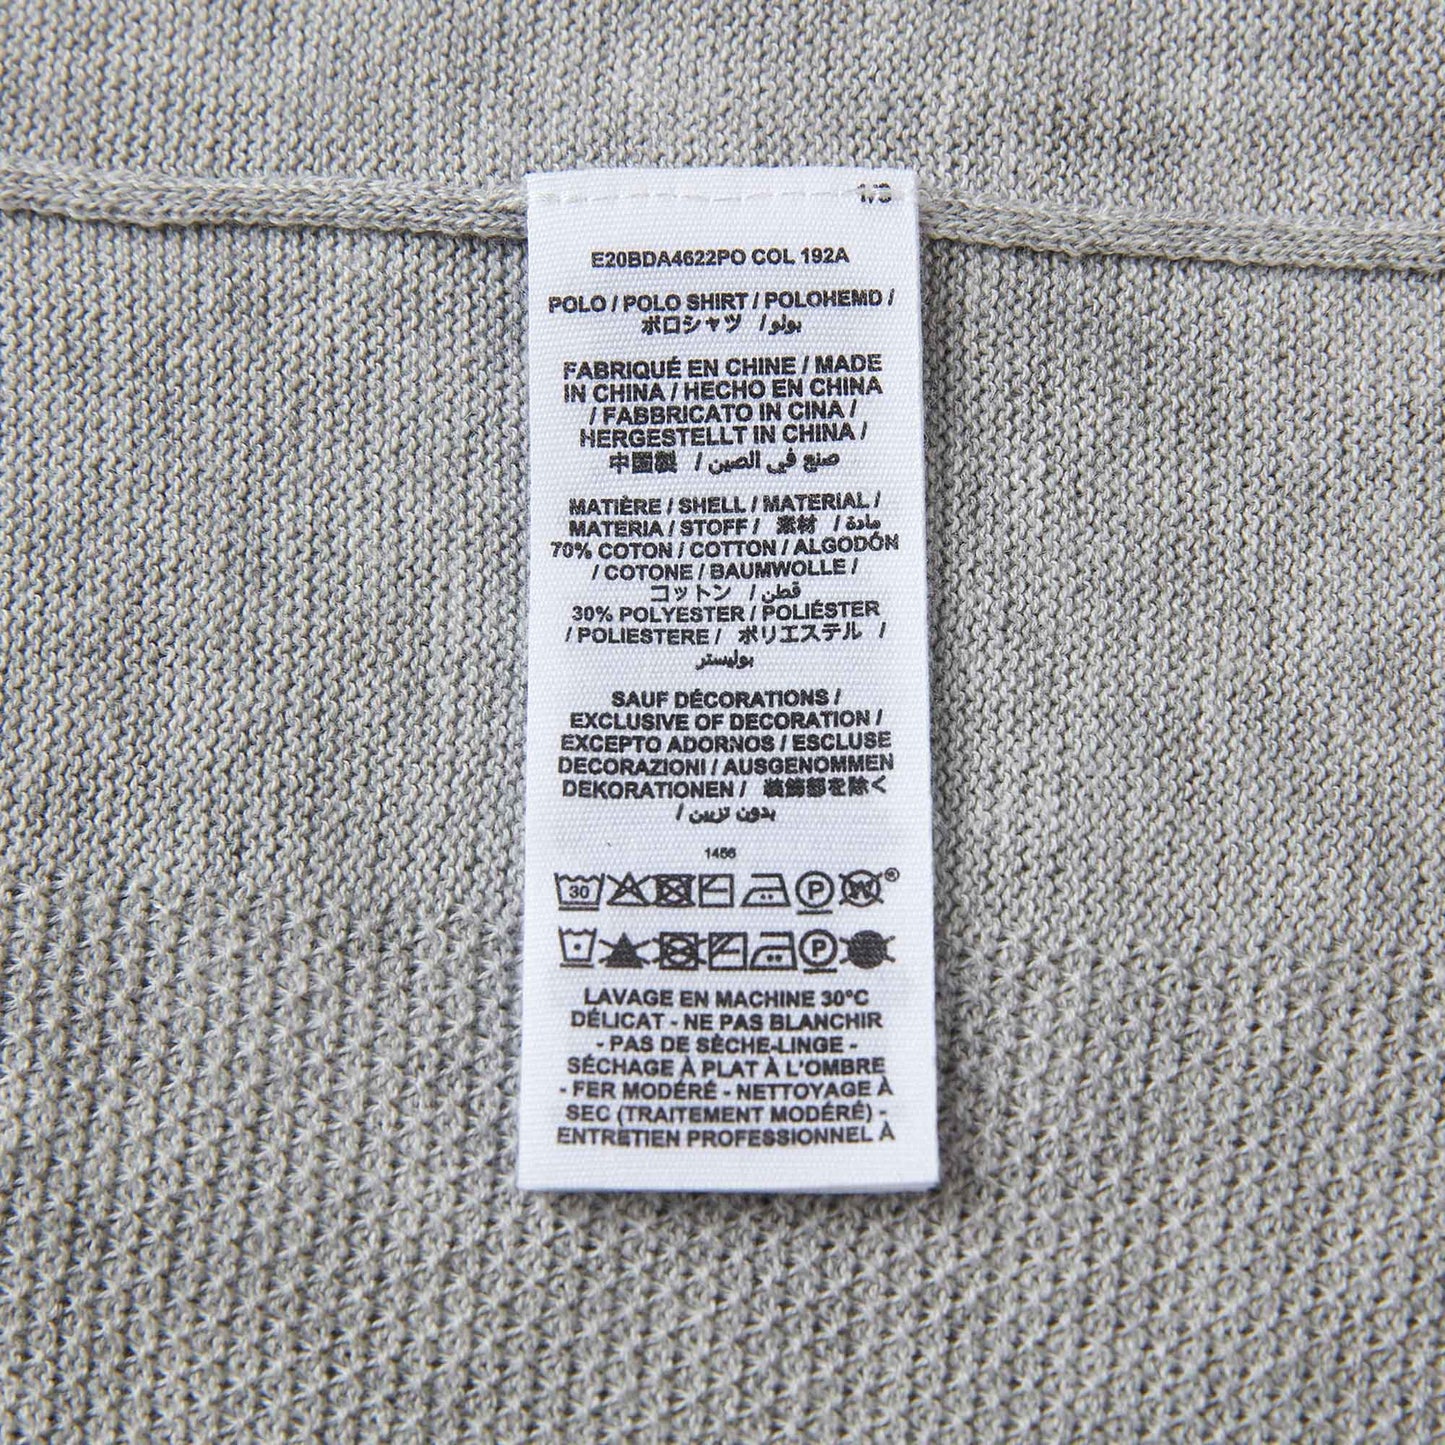 E20BDA4622PO COL 192A
POLO / POLO SHIRT / POLOHEMD /
ポロシャツ / بولو
FABRIQUÉ EN CHINE / MADE
IN CHINA / HECHO EN CHINA
/ FABBRICATO IN CINA /
HERGESTELLT IN CHINA /
中國製 / صنع في الصين
MATIÈRE / SHELL / MATERIAL /
MATERIA / STOFF / 素材 / مادة
70% COTON / COTTON / ALGODÓN
/ COTONE / BAUMWOLLE /
コットン / قطن
30% POLYESTER / POLIÉSTER
/ POLIESTERE / ポリエステル /
بوليستر
SAUF DÉCORATIONS /
EXCLUSIVE OF DECORATION /
EXCEPTO ADORNOS / ESCLUSE
DECORAZIONI / AUSGENOMMEN
DEKORATIONEN / 装飾部を除く
/ بدون تزيين
1456
30 P W®
P
LAVAGE EN MACHINE 30°C
DÉLICAT - NE PAS BLANCHIR
- PAS DE SÈCHE-LINGE -
SÉCHAGE À PLAT À L'OMBRE
- FER MODÉRÉ - NETTOYAGE À
SEC (TRAITEMENT MODÉRÉ) -
ENTRETIEN PROFESSIONNEL À